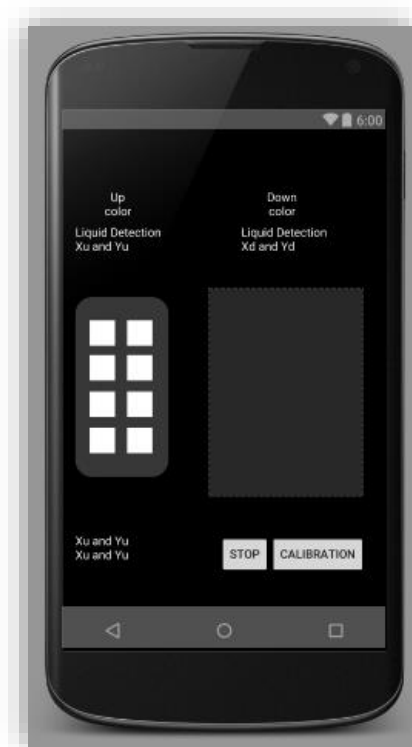 6:00
Up
color
Down
color
Liquid Detection
Xu and Yu
Liquid Detection
Xd and Yd
Xu and Yu
Xu and Yu
STOP
CALIBRATION